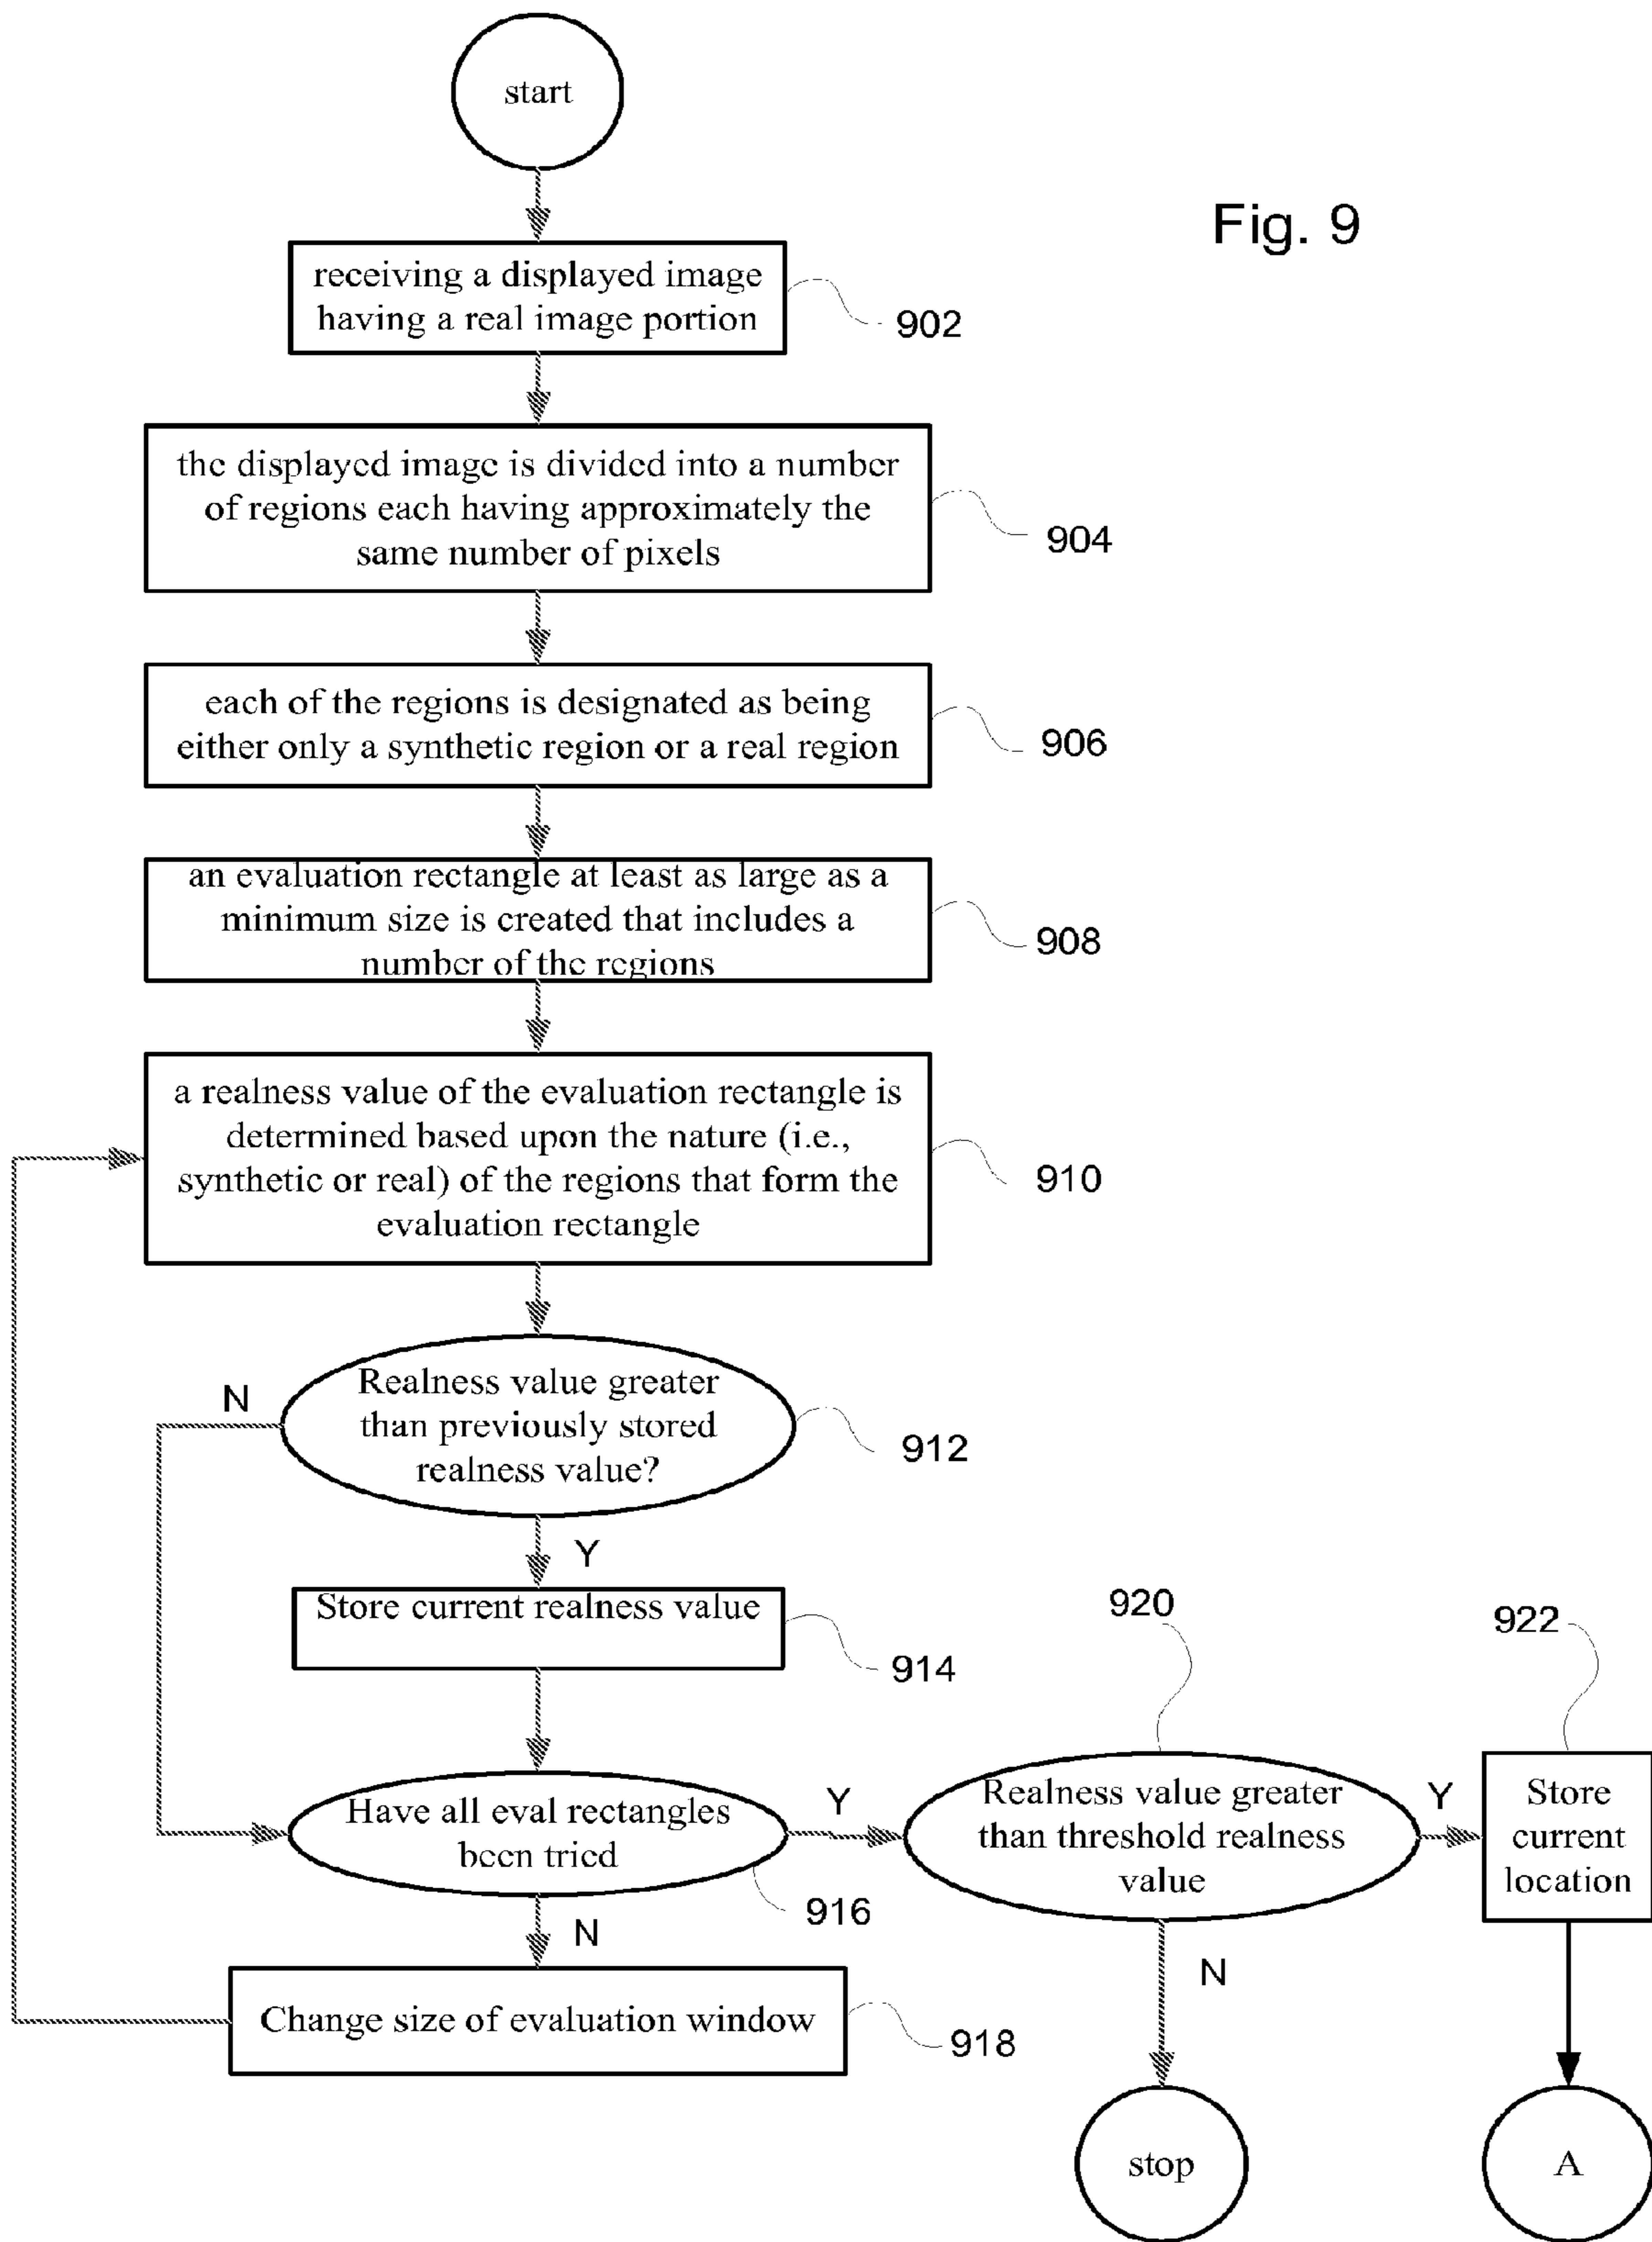 start
Fig. 9
receiving a displayed image
having a real image portion
902
the displayed image is divided into a number
of regions each having approximately the
same number of pixels
904
each of the regions is designated as being
either only a synthetic region or a real region
906
an evaluation rectangle at least as large as a
minimum size is created that includes a
number of the regions
908
a realness value of the evaluation rectangle is
determined based upon the nature (i.e.,
synthetic or real) of the regions that form the
evaluation rectangle
910
Realness value greater
than previously stored
realness value?
912
N
Y
Store current realness value
914
Have all eval rectangles
been tried
916
Y
N
Change size of evaluation window
918
920
Realness value greater
than threshold realness
value
Y
N
922
Store
current
location
stop
A